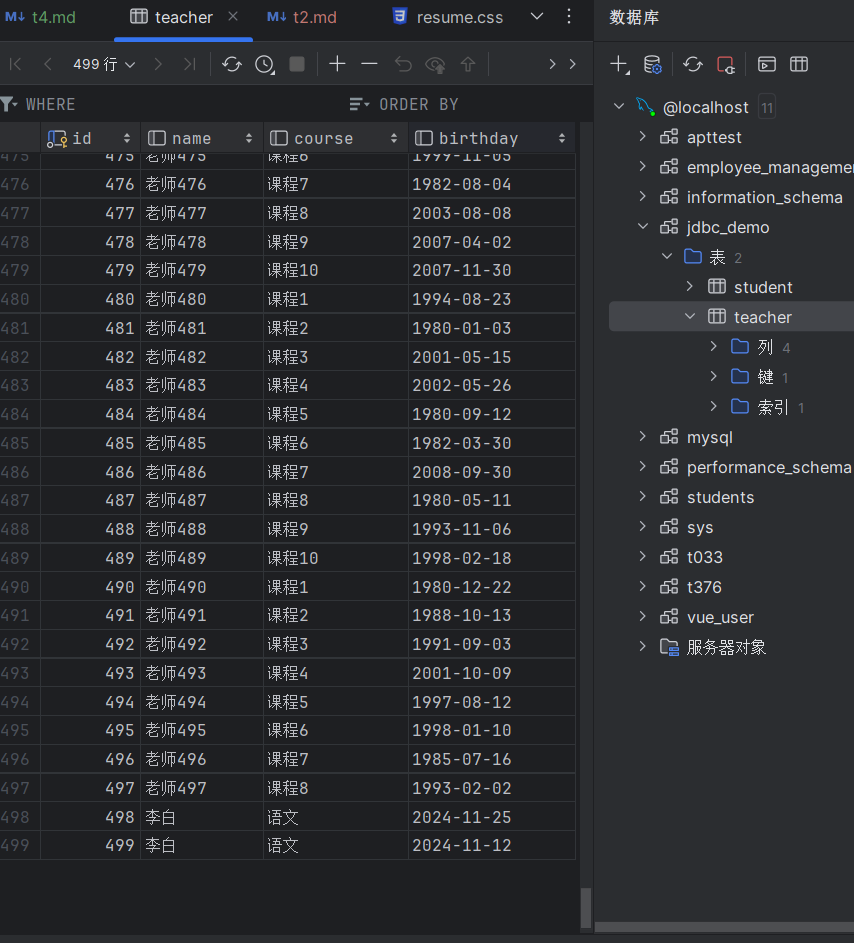 t4.md teacher t2.md resume.css
499 行
WHERE ORDER BY
id name course birthday
475 475 老师475 课程6 1999-11-05
476 476 老师476 课程7 1982-08-04
477 477 老师477 课程8 2003-08-08
478 478 老师478 课程9 2007-04-02
479 479 老师479 课程10 2007-11-30
480 480 老师480 课程1 1994-08-23
481 481 老师481 课程2 1980-01-03
482 482 老师482 课程3 2001-05-15
483 483 老师483 课程4 2002-05-26
484 484 老师484 课程5 1980-09-12
485 485 老师485 课程6 1982-03-30
486 486 老师486 课程7 2008-09-30
487 487 老师487 课程8 1980-05-11
488 488 老师488 课程9 1993-11-06
489 489 老师489 课程10 1998-02-18
490 490 老师490 课程1 1980-12-22
491 491 老师491 课程2 1988-10-13
492 492 老师492 课程3 1991-09-03
493 493 老师493 课程4 2001-10-09
494 494 老师494 课程5 1997-08-12
495 495 老师495 课程6 1998-01-10
496 496 老师496 课程7 1985-07-16
497 497 老师497 课程8 1993-02-02
498 498 李白 语文 2024-11-25
499 499 李白 语文 2024-11-12
数据库
@localhost 11
apttest
employee_manageme
information_schema
jdbc_demo
表 2
student
teacher
列 4
键 1
索引 1
mysql
performance_schema
students
sys
t033
t376
vue_user
服务器对象